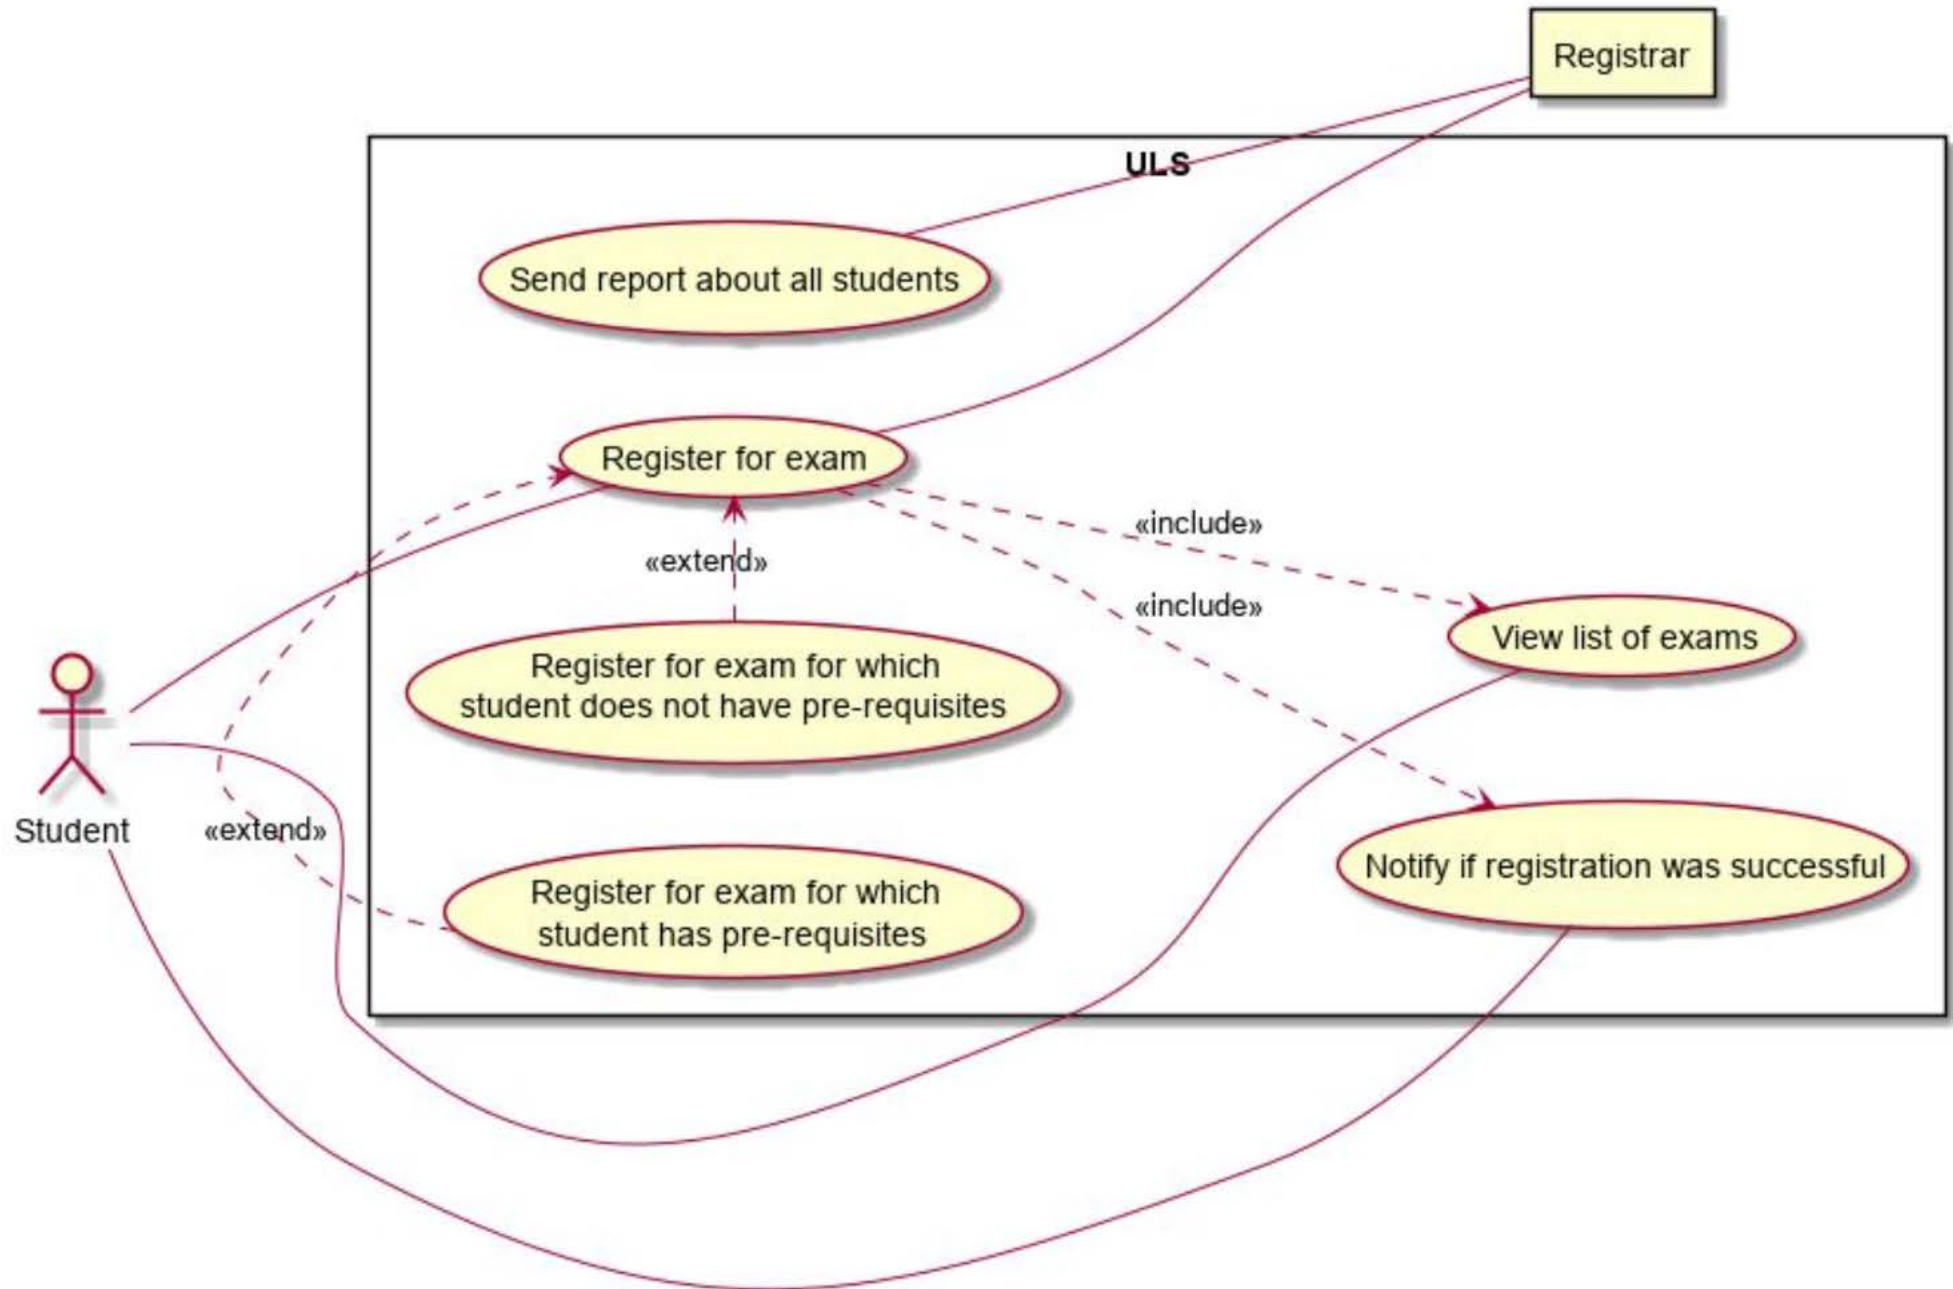 Registrar
ULS
Send report about all students
Register for exam
«include»
«extend»
«include»
View list of exams
Register for exam for which
student does not have pre-requisites
Student
«extend»
Notify if registration was successful
Register for exam for which
student has pre-requisites